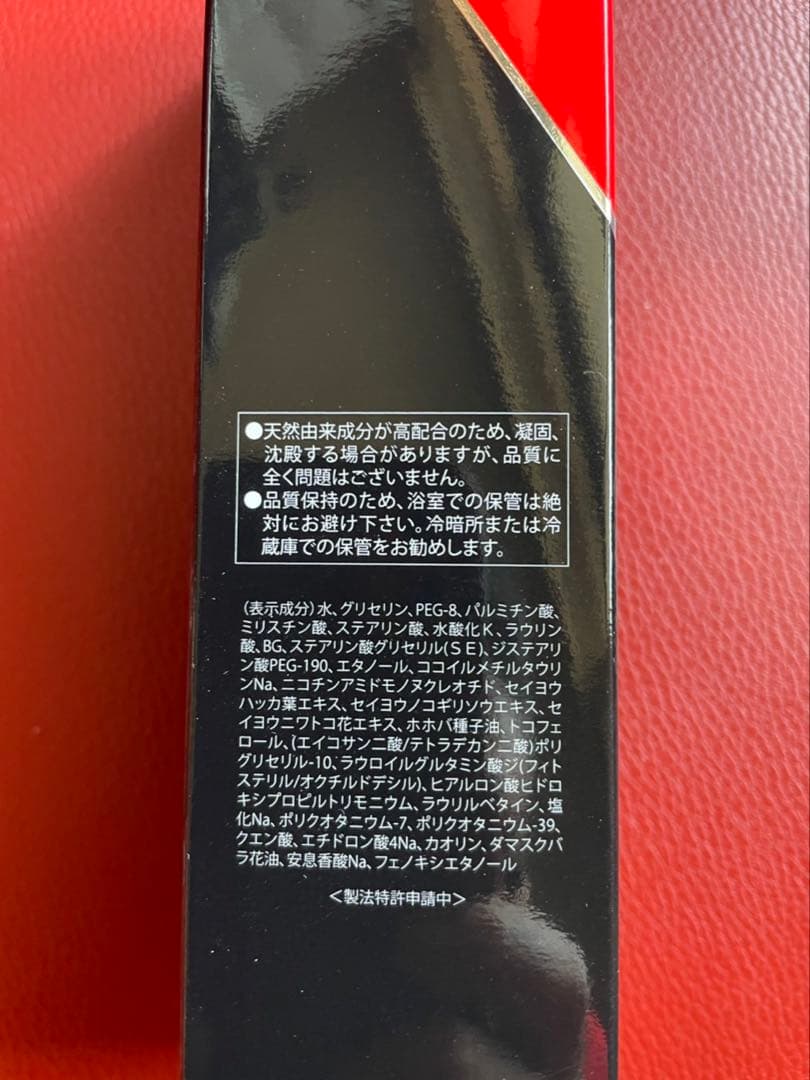 ●天然由来成分が高配合のため、凝固、
沈殿する場合がありますが、品質に
全く問題はございません。
●品質保持のため、浴室での保管は絶
対にお避け下さい。冷暗所または冷
蔵庫での保管をお勧めします。
(表示成分)水、グリセリン、PEG-8、パルミチン酸、
ミリスチン酸、ステアリン酸、水酸化K、ラウリン
酸、BG、ステアリン酸グリセリル(SE)、ジステアリ
ン酸PEG-190、エタノール、ココイルメチルタウリ
ンNa、ニコチンアミドモノヌクレオチド、セイヨウ
ハッカ葉エキス、セイヨウノコギリソウエキス、セ
イヨウニワトコ花エキス、ホホバ種子油、トコフェ
ロール、(エイコサン二酸/テトラデカン二酸)ポリ
グリセリル-10、ラウロイルグルタミン酸ジ(フィト
ステリル/オクチルドデシル)、ヒアルロン酸ヒドロ
キシプロピルトリモニウム、ラウリルベタイン、塩
化Na、ポリクオタニウム-7、ポリクオタニウム-39、
クエン酸、エチドロン酸4Na、カオリン、ダマスクバ
ラ花油、安息香酸Na、フェノキシエタノール
<製法特許申請中>